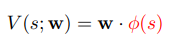 V(s; w) = w · ϕ(s)